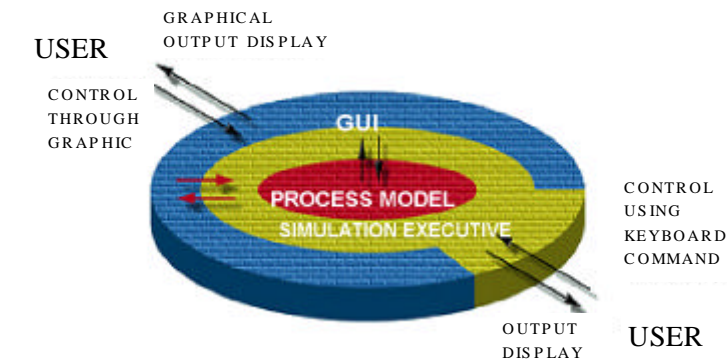 GRAPHICAL
OUTPUT DISPLAY
USER
CONTROL
THROUGH
GRAPHIC
GUI
PROCESS MODEL
SIMULATION EXECUTIVE
CONTROL
USING
KEYBOARD
COMMAND
OUTPUT
DISPLAY
USER